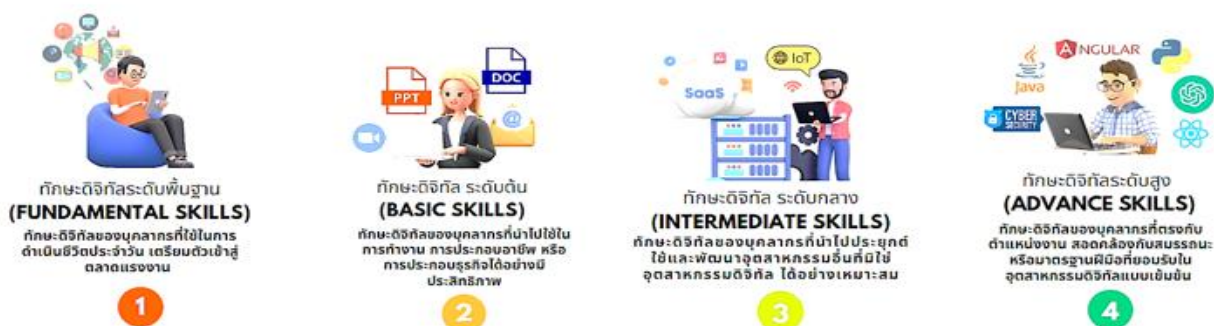 PPT
DOC
@
ทักษะดิจิทัลระดับพื้นฐาน
(FUNDAMENTAL SKILLS)
ทักษะดิจิทัลของบุคลากรที่ใช้ในการ
ดำเนินชีวิตประจำวัน เตรียมตัวเข้าสู่
ตลาดแรงงาน
1
ทักษะดิจิทัล ระดับต้น
(BASIC SKILLS)
ทักษะดิจิทัลของบุคลากรที่นำไปใช้ใน
การทำงาน การประกอบอาชีพ หรือ
การประกอบธุรกิจได้อย่างมี
ประสิทธิภาพ
2
SaaS
IoT
ทักษะดิจิทัล ระดับกลาง
(INTERMEDIATE SKILLS)
ทักษะดิจิทัลของบุคลากรที่นำไปประยุกต์
ใช้และพัฒนาอุตสาหกรรมอื่นที่มิใช่
อุตสาหกรรมดิจิทัล ได้อย่างเหมาะสม
3
Java
ANGULAR
CYBER
SECURITY
ทักษะดิจิทัลระดับสูง
(ADVANCE SKILLS)
ทักษะดิจิทัลของบุคลากรที่ตรงกับ
ตำแหน่งงาน สอดคล้องกับสมรรถนะ
หรือมาตรฐานฝีมือที่ยอมรับใน
อุตสาหกรรมดิจิทัลแบบเข้มข้น
4